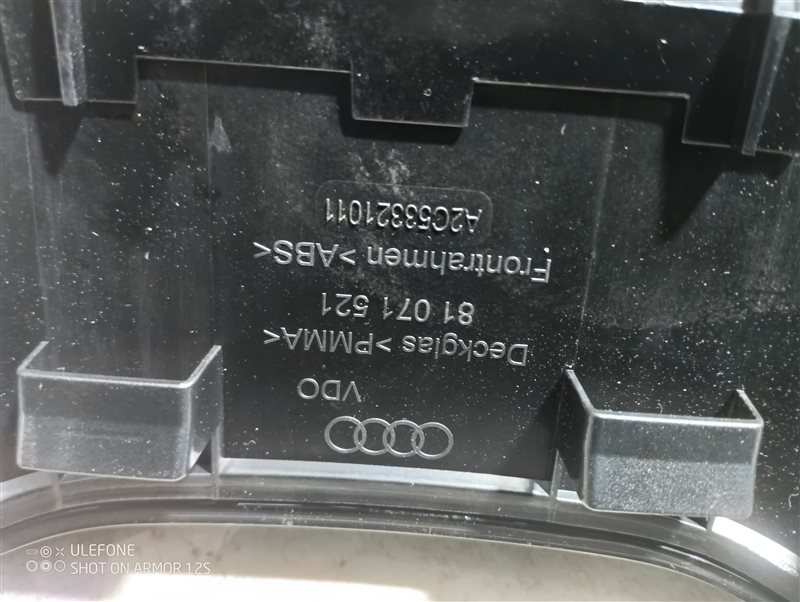 VDO
Deckglas >PMMA<
81 071 521
Frontrahmen >ABS<
A2C53321011
ULEFONE
SHOT ON ARMOR 12S